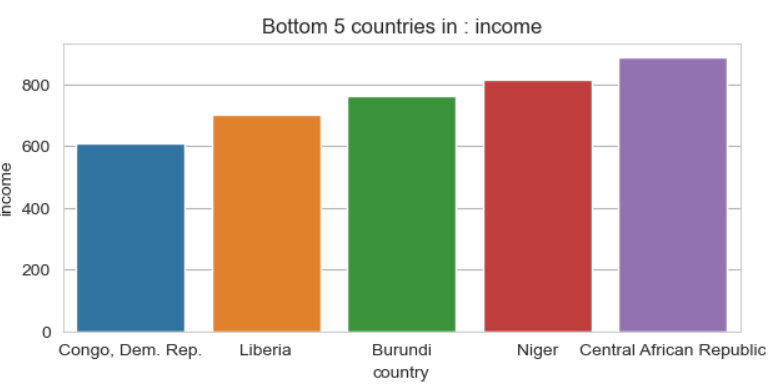 Bottom 5 countries in : income
income
800
600
400
200
0
Congo, Dem. Rep. Liberia Burundi Niger Central African Republic
country